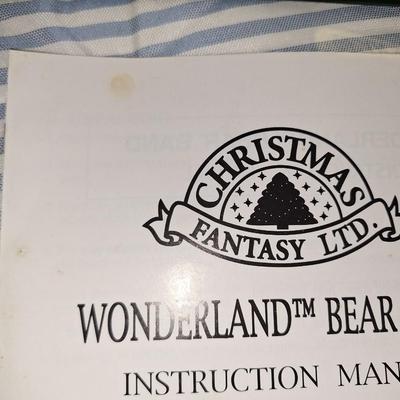 CHRISTMAS
FANTASY LTD.
WONDERLAND™ BEAR
INSTRUCTION MAN